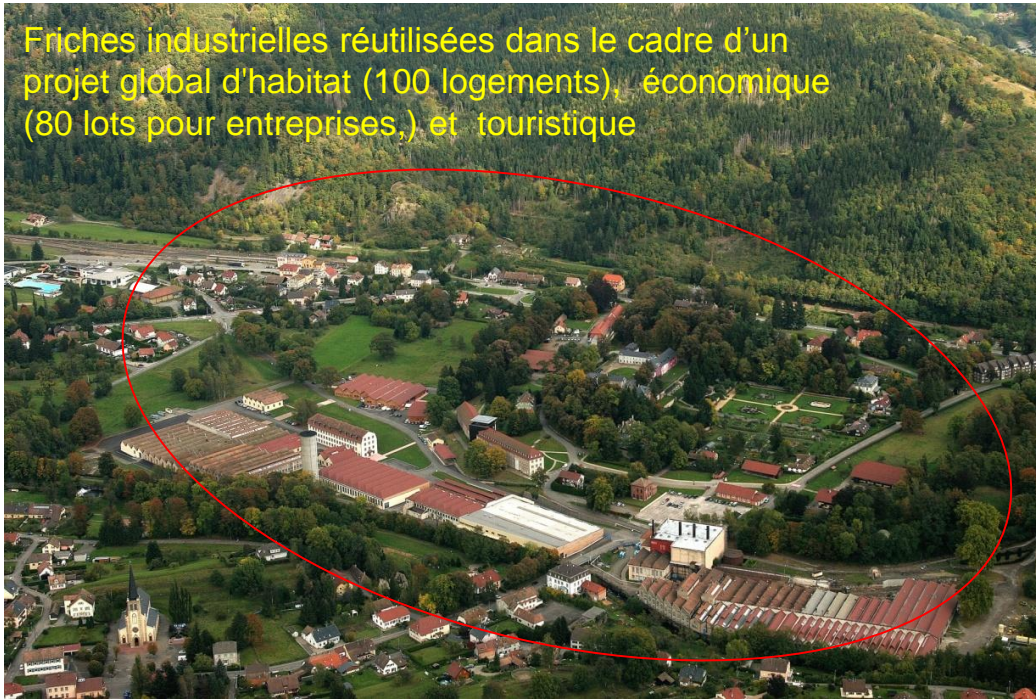 Friches industrielles réutilisées dans le cadre d’un
projet global d'habitat (100 logements), économique
(80 lots pour entreprises,) et touristique